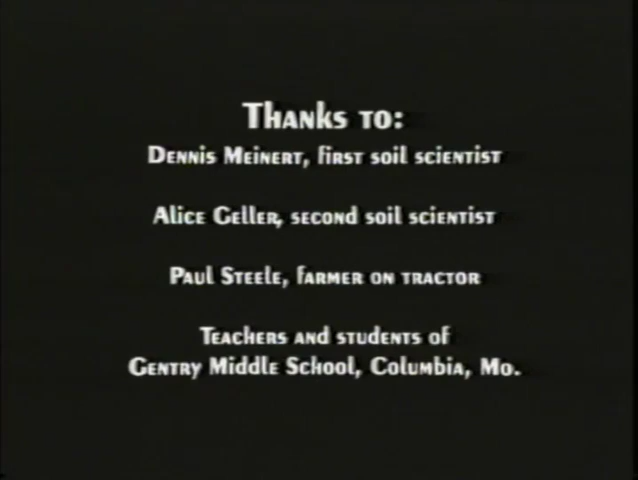 Thanks to:
Dennis Meinert, first soil scientist
Alice Geller, second soil scientist
Paul Steele, farmer on tractor
Teachers and students of
Gentry Middle School, Columbia, Mo.